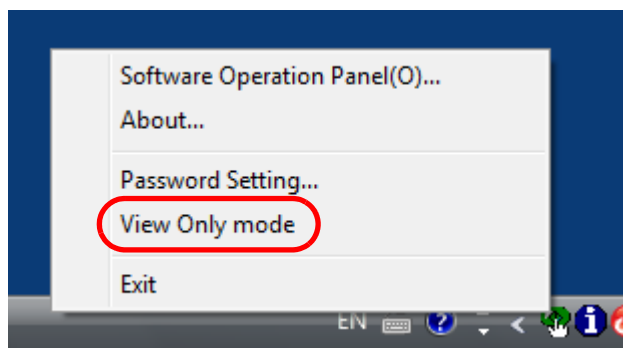 Software Operation Panel(O)...
About...
Password Setting...
View Only mode
Exit
EN